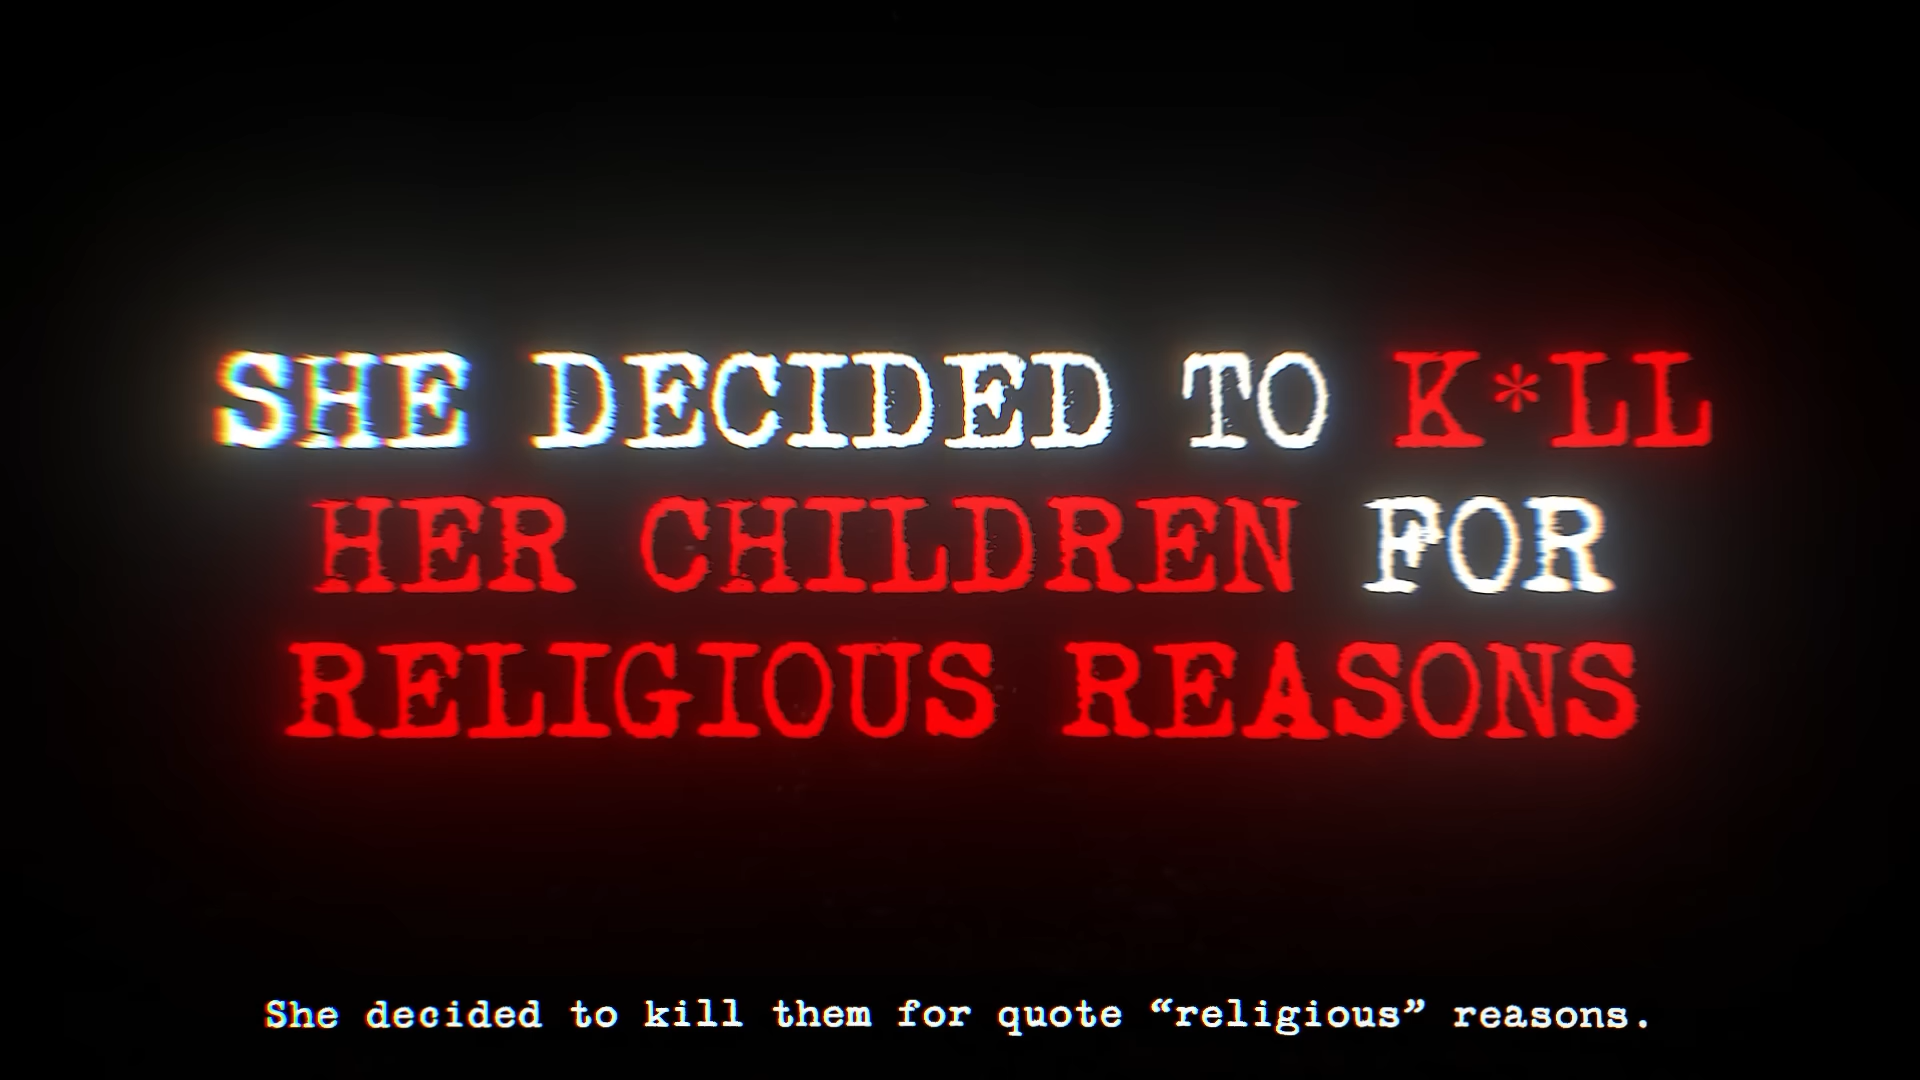 SHE DECIDED TO K*LL
HER CHILDREN FOR
RELIGIOUS REASONS
She decided to kill them for quote “religious” reasons.